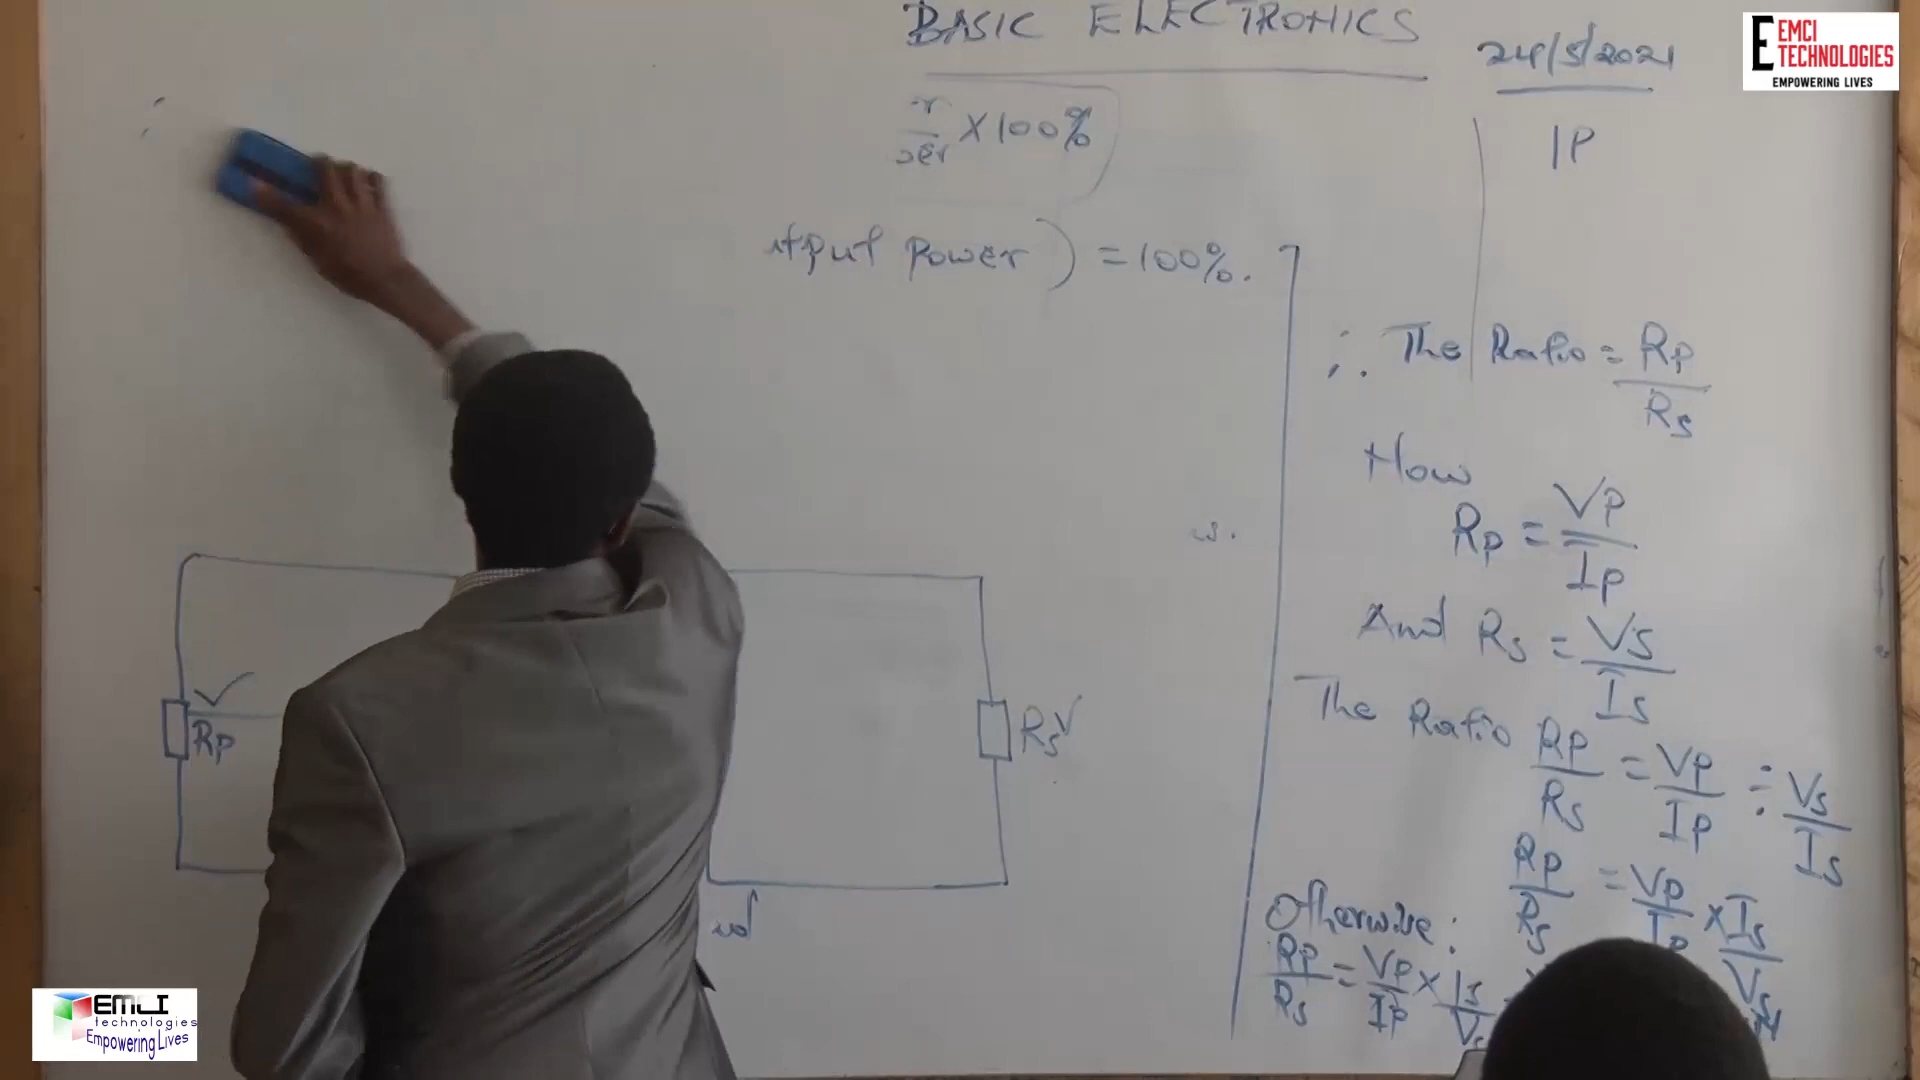 BASIC ELECTRONICS
24/5/2021
EMCI
TECHNOLOGIES
EMPOWERING LIVES
1P
X 100%
tput power ) = 100%.
∴ The Ratio = Rp/Rs
How
Rp = Vp/Ip
And Rs = Vs/Is
The Ratio Rp/Rs = Vp/Ip ÷ Vs/Is
Rp/Rs = Vp/Ip × Is/Vs
Otherwise:
Rp/Rs = Vp/Ip × Is/Vs
Rp
Rs
EMCI
technologies
Empowering Lives